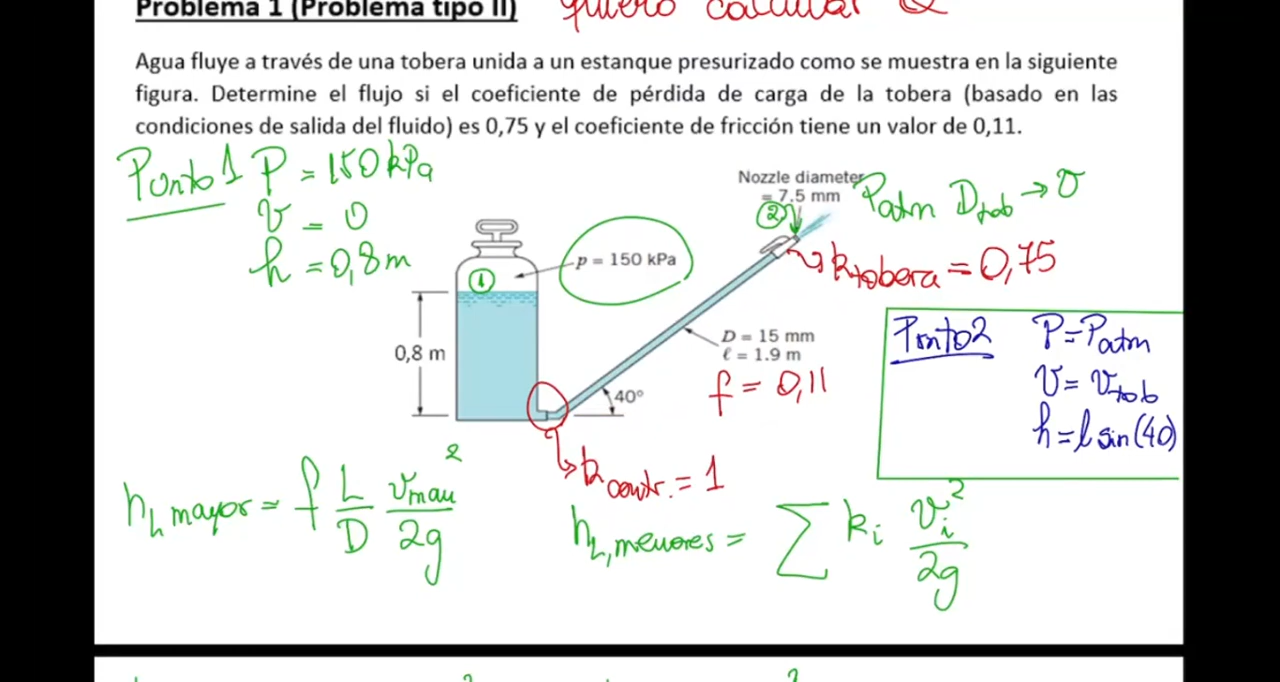 Problema 1 (Problema tipo II) quiero calcular Q
Agua fluye a través de una tobera unida a un estanque presurizado como se muestra en la siguiente
figura. Determine el flujo si el coeficiente de pérdida de carga de la tobera (basado en las
condiciones de salida del fluido) es 0,75 y el coeficiente de fricción tiene un valor de 0,11.
Punto 1 P = 150 kPa
v = 0
h = 0,8 m
Nozzle diameter
= 7.5 mm
②
Patm Dtob → v
ktobera = 0,75
p = 150 kPa
①
0,8 m
D = 15 mm
ℓ = 1.9 m
f = 0,11
40°
Punto 2 P = Patm
v = vtob
h = l sin(40)
kcontr. = 1
hL mayor = f L/D vman²/2g
hL, menores = ∑ ki vi²/2g